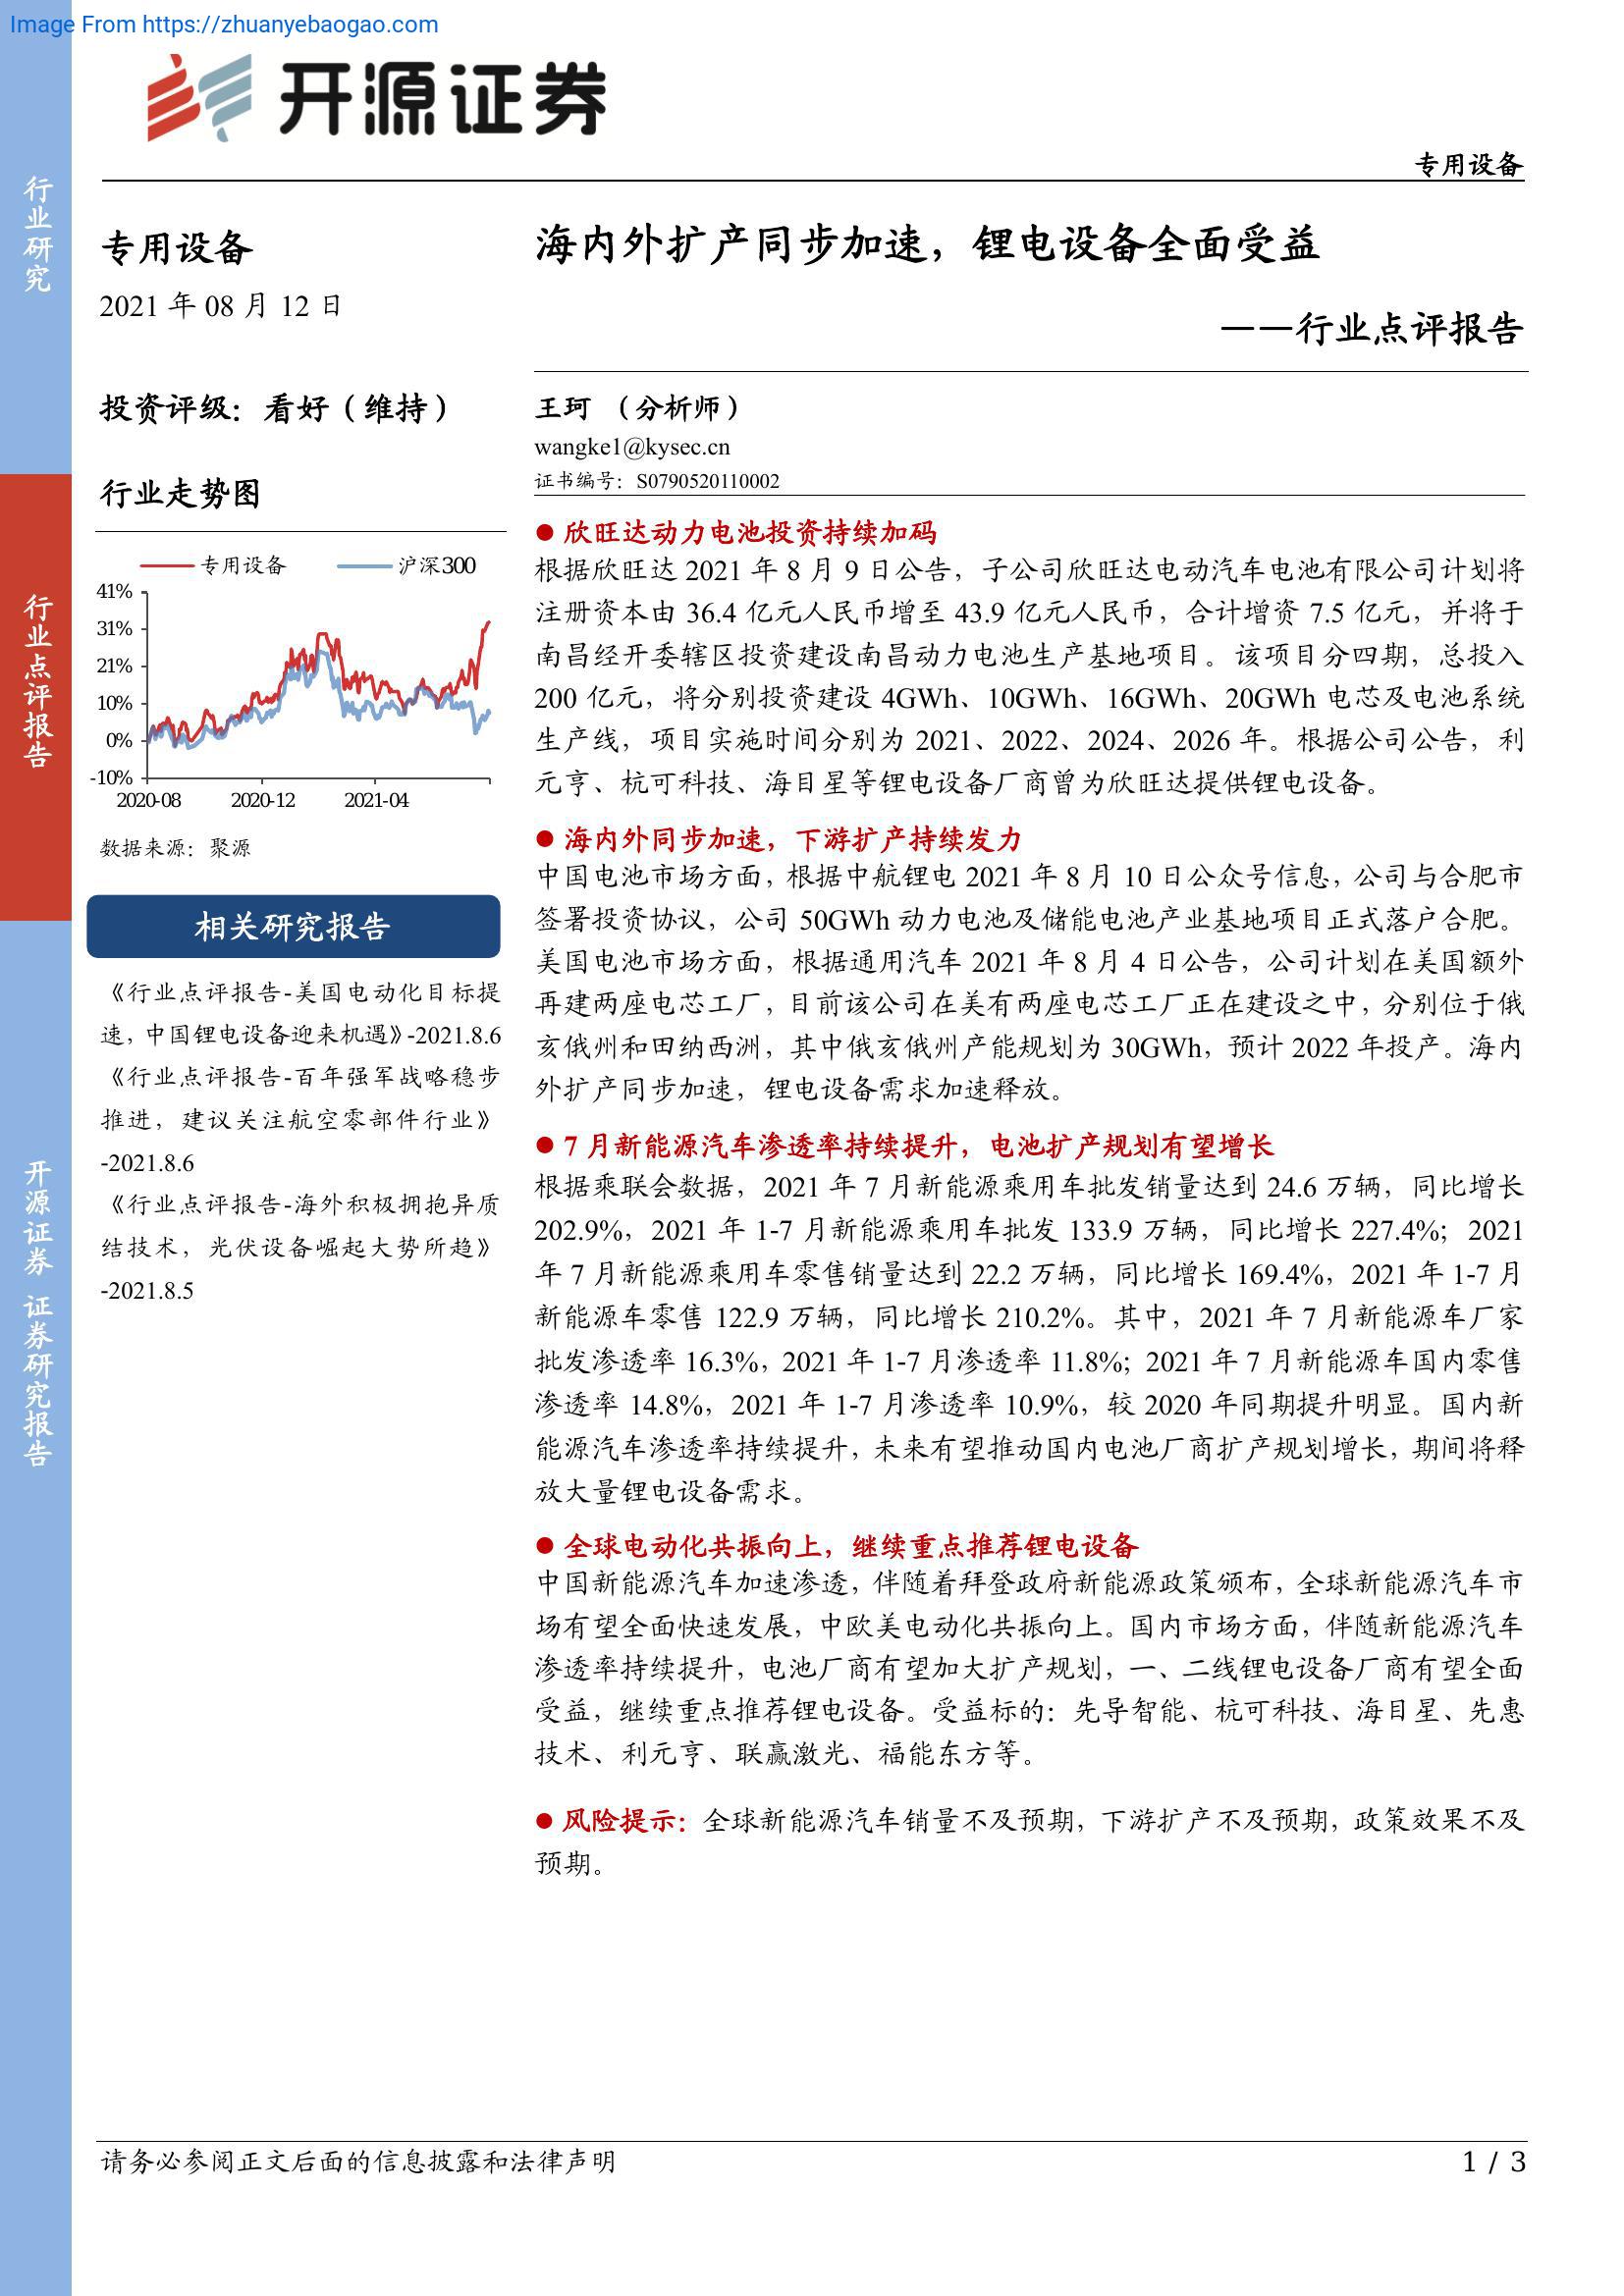 Image From https://zhuanyebaogao.com
开源证券
专用设备
行业研究
行业点评报告
开源证券 证券研究报告
专用设备
2021 年 08 月 12 日
投资评级：看好（维持）
行业走势图
专用设备 沪深300
41%
31%
21%
10%
0%
-10%
2020-08 2020-12 2021-04
数据来源：聚源
相关研究报告
《行业点评报告-美国电动化目标提
速，中国锂电设备迎来机遇》-2021.8.6
《行业点评报告-百年强军战略稳步
推进，建议关注航空零部件行业》
-2021.8.6
《行业点评报告-海外积极拥抱异质
结技术，光伏设备崛起大势所趋》
-2021.8.5
海内外扩产同步加速，锂电设备全面受益
——行业点评报告
王珂 （分析师）
wangke1@kysec.cn
证书编号：S0790520110002
● 欣旺达动力电池投资持续加码
根据欣旺达 2021 年 8 月 9 日公告，子公司欣旺达电动汽车电池有限公司计划将
注册资本由 36.4 亿元人民币增至 43.9 亿元人民币，合计增资 7.5 亿元，并将于
南昌经开委辖区投资建设南昌动力电池生产基地项目。该项目分四期，总投入
200 亿元，将分别投资建设 4GWh、10GWh、16GWh、20GWh 电芯及电池系统
生产线，项目实施时间分别为 2021、2022、2024、2026 年。根据公司公告，利
元亨、杭可科技、海目星等锂电设备厂商曾为欣旺达提供锂电设备。
● 海内外同步加速，下游扩产持续发力
中国电池市场方面，根据中航锂电 2021 年 8 月 10 日公众号信息，公司与合肥市
签署投资协议，公司 50GWh 动力电池及储能电池产业基地项目正式落户合肥。
美国电池市场方面，根据通用汽车 2021 年 8 月 4 日公告，公司计划在美国额外
再建两座电芯工厂，目前该公司在美有两座电芯工厂正在建设之中，分别位于俄
亥俄州和田纳西洲，其中俄亥俄州产能规划为 30GWh，预计 2022 年投产。海内
外扩产同步加速，锂电设备需求加速释放。
● 7 月新能源汽车渗透率持续提升，电池扩产规划有望增长
根据乘联会数据，2021 年 7 月新能源乘用车批发销量达到 24.6 万辆，同比增长
202.9%，2021 年 1-7 月新能源乘用车批发 133.9 万辆，同比增长 227.4%；2021
年 7 月新能源乘用车零售销量达到 22.2 万辆，同比增长 169.4%，2021 年 1-7 月
新能源车零售 122.9 万辆，同比增长 210.2%。其中，2021 年 7 月新能源车厂家
批发渗透率 16.3%，2021 年 1-7 月渗透率 11.8%；2021 年 7 月新能源车国内零售
渗透率 14.8%，2021 年 1-7 月渗透率 10.9%，较 2020 年同期提升明显。国内新
能源汽车渗透率持续提升，未来有望推动国内电池厂商扩产规划增长，期间将释
放大量锂电设备需求。
● 全球电动化共振向上，继续重点推荐锂电设备
中国新能源汽车加速渗透，伴随着拜登政府新能源政策颁布，全球新能源汽车市
场有望全面快速发展，中欧美电动化共振向上。国内市场方面，伴随新能源汽车
渗透率持续提升，电池厂商有望加大扩产规划，一、二线锂电设备厂商有望全面
受益，继续重点推荐锂电设备。受益标的：先导智能、杭可科技、海目星、先惠
技术、利元亨、联赢激光、福能东方等。
● 风险提示：全球新能源汽车销量不及预期，下游扩产不及预期，政策效果不及
预期。
请务必参阅正文后面的信息披露和法律声明
1 / 3